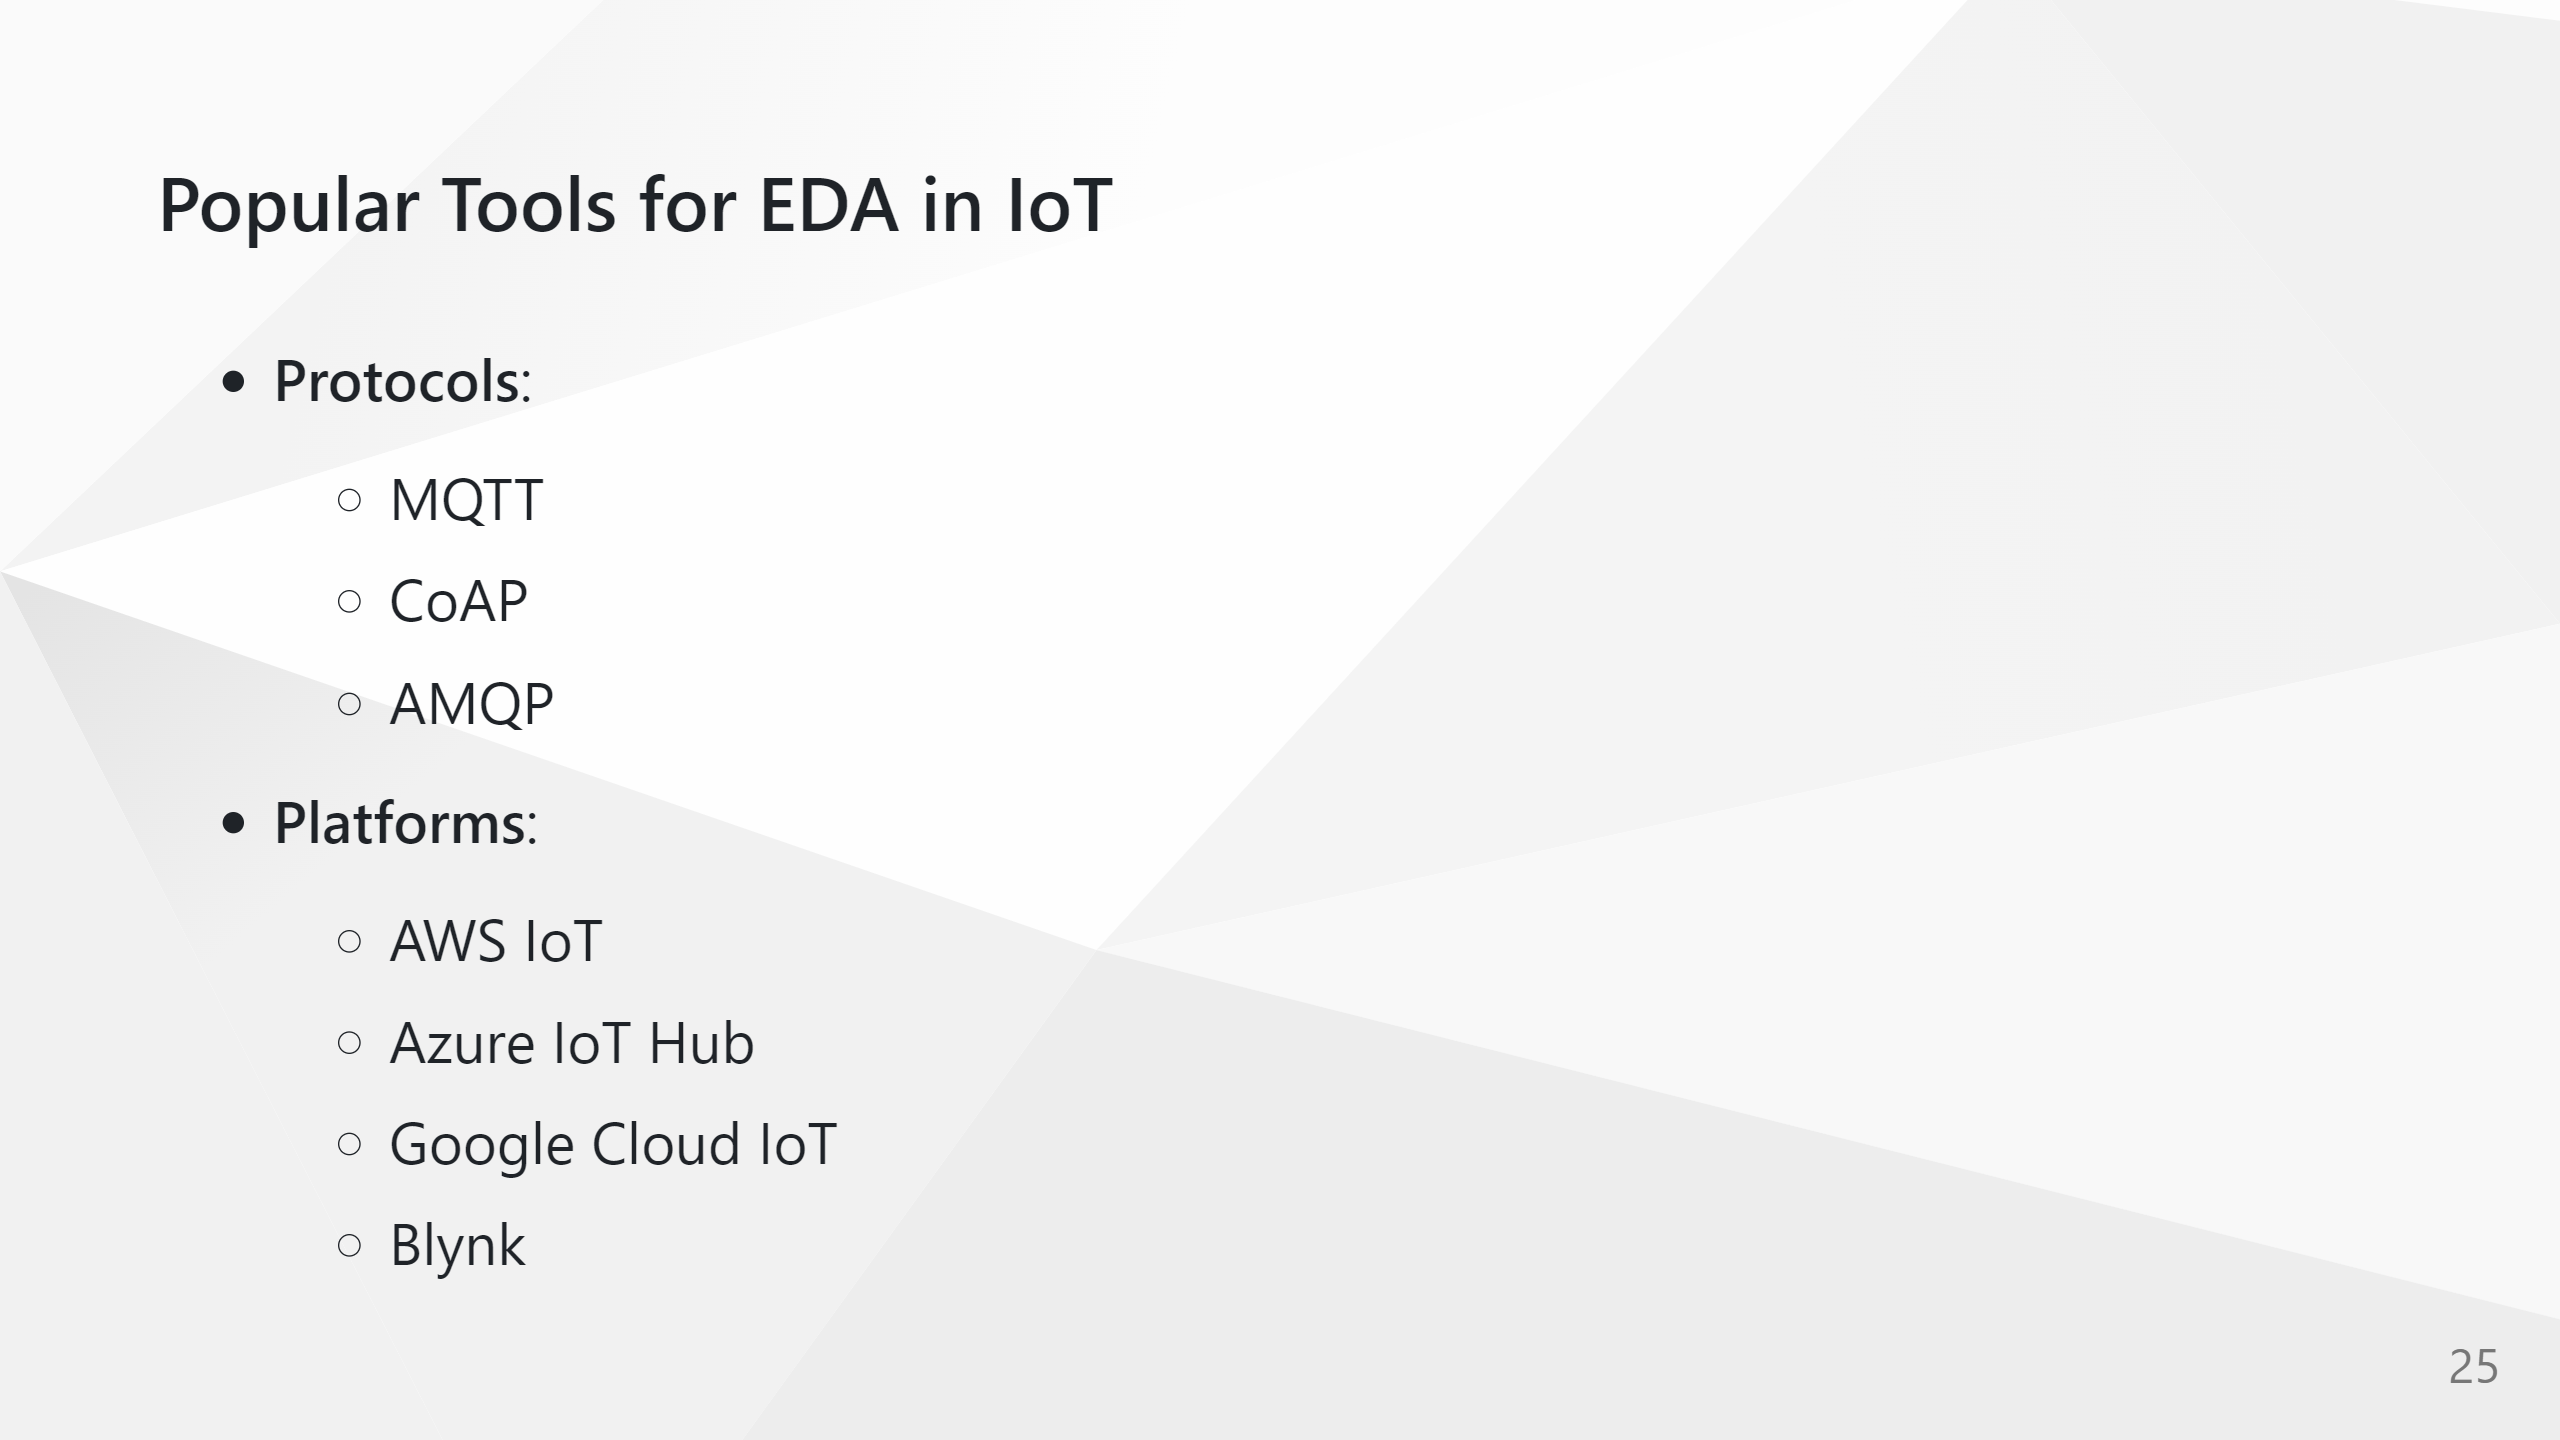 Popular Tools for EDA in IoT
• Protocols:
○ MQTT
○ CoAP
○ AMQP
• Platforms:
○ AWS IoT
○ Azure IoT Hub
○ Google Cloud IoT
○ Blynk
25